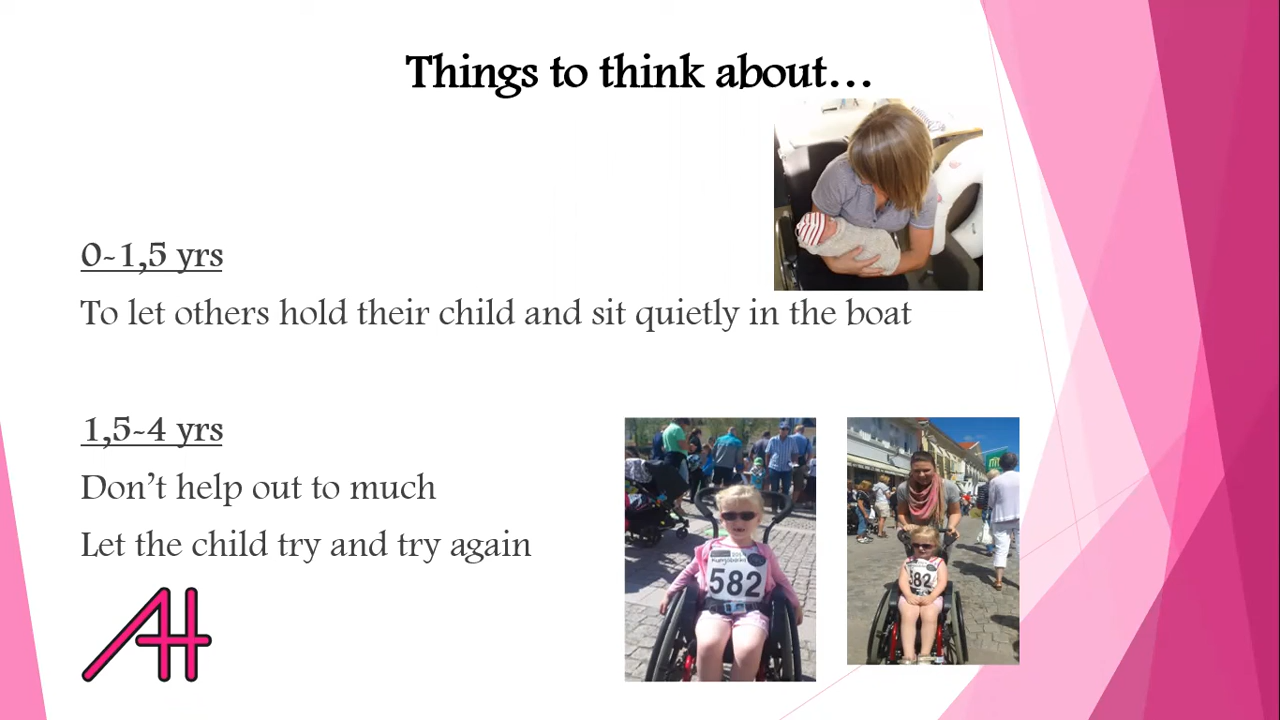 Things to think about…
0-1,5 yrs
To let others hold their child and sit quietly in the boat
1,5-4 yrs
Don't help out to much
Let the child try and try again
AH
582
582